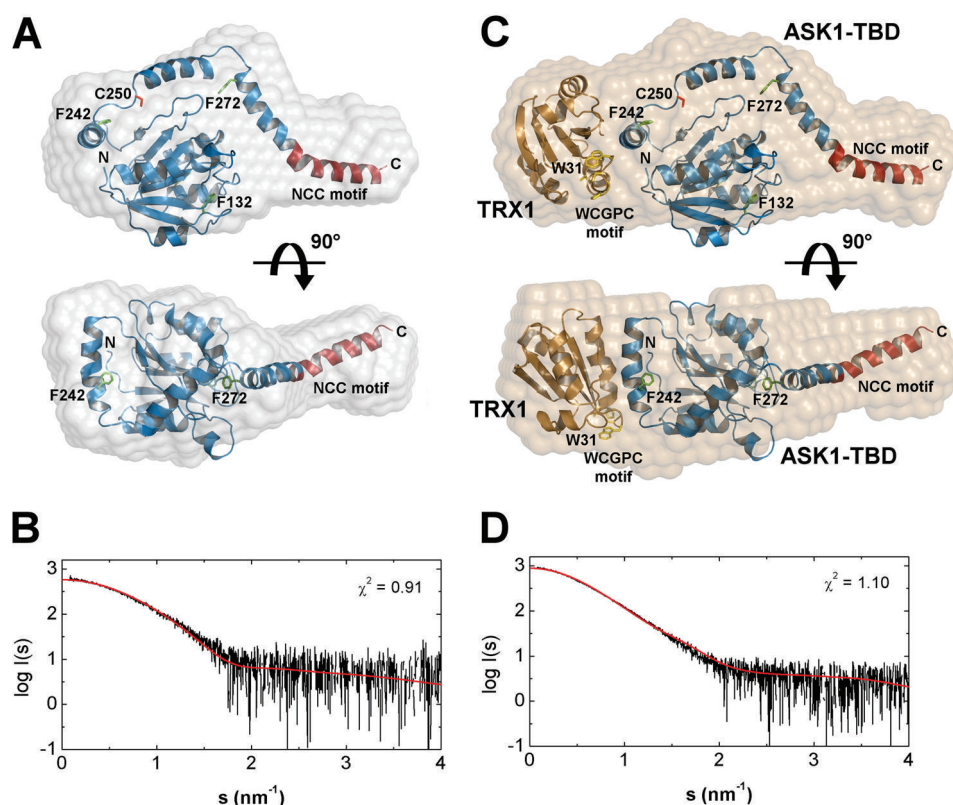 A
C250
F242
F272
N
C
NCC motif
F132
90°
N
C
F242
F272
NCC motif
C
ASK1-TBD
C250
F242
F272
N
C
NCC motif
W31
TRX1
WCGPC
motif
F132
90°
N
C
F242
F272
NCC motif
TRX1
W31
WCGPC
motif
ASK1-TBD
B
χ² = 0.91
log I(s)
3
2
1
0
-1
0 1 2 3 4
s (nm⁻¹)
D
χ² = 1.10
log I(s)
3
2
1
0
-1
0 1 2 3 4
s (nm⁻¹)